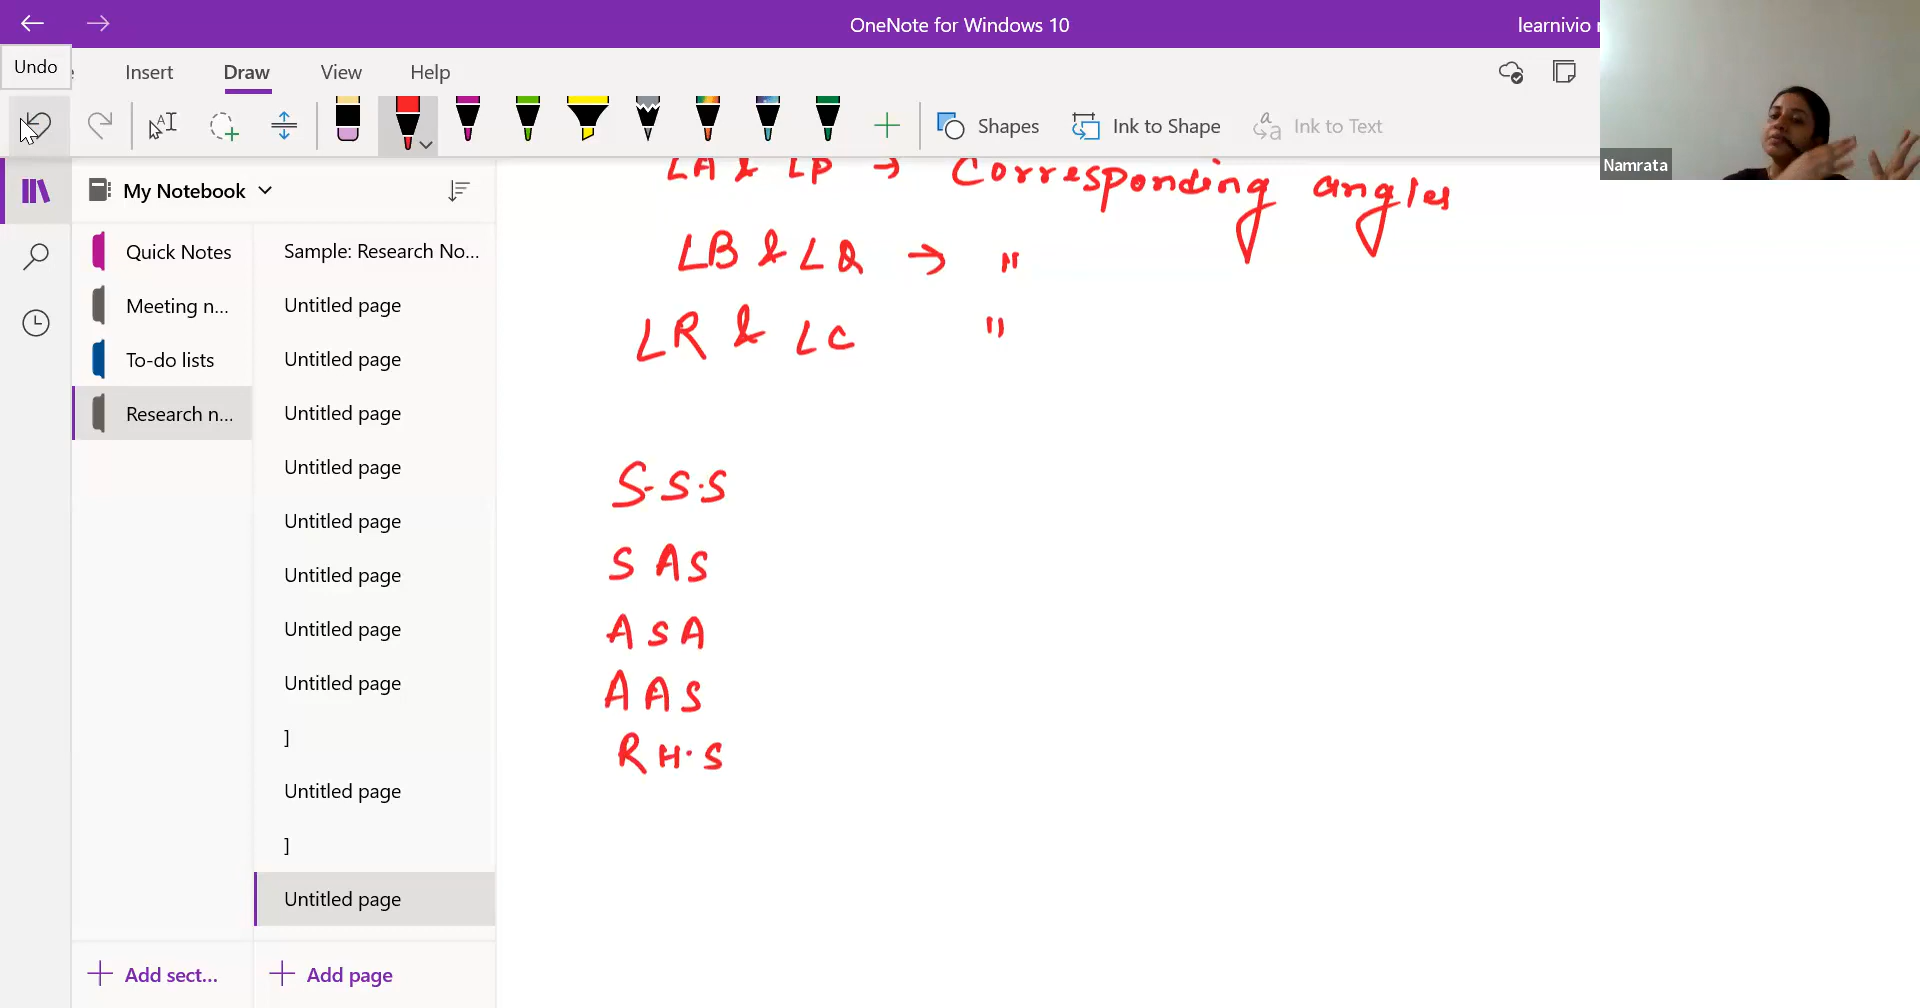 OneNote for Windows 10
learnivio
Undo
Insert Draw View Help
Shapes Ink to Shape Ink to Text
Namrata
My Notebook
Quick Notes
Meeting n...
To-do lists
Research n...
Sample: Research No...
Untitled page
Untitled page
Untitled page
Untitled page
Untitled page
Untitled page
Untitled page
Untitled page
]
Untitled page
]
Untitled page
Add sect...
Add page
∠A & ∠P → Corresponding angles
∠B & ∠Q → "
∠R & ∠C "
S.S.S
SAS
ASA
AAS
RH.S